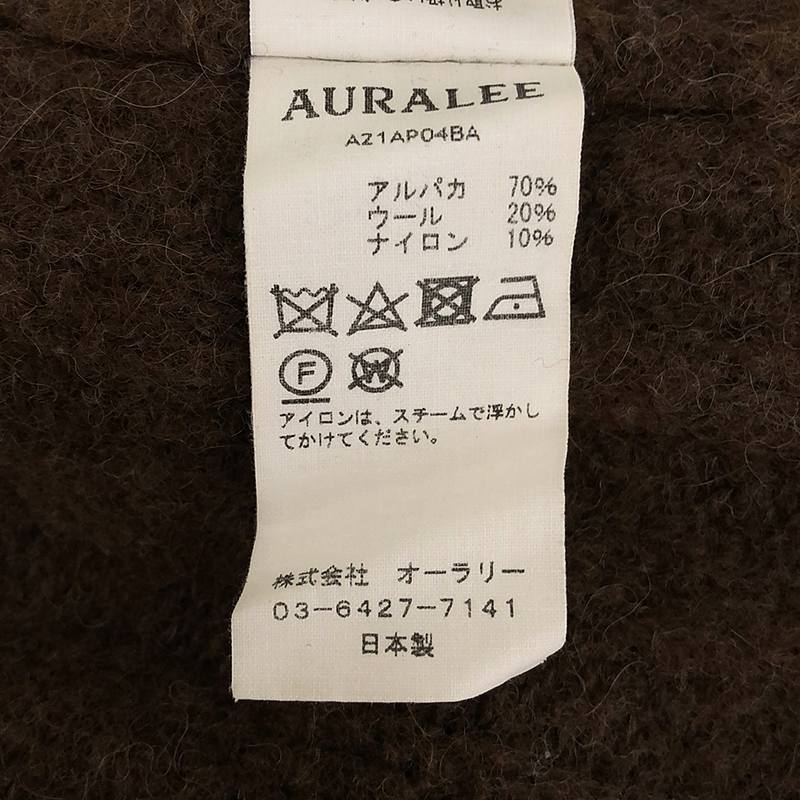 AURALEE
A21AP04BA
アルパカ 70%
ウール 20%
ナイロン 10%
F
W
アイロンは、スチームで浮かし
てかけてください。
株式会社 オーラリー
03-6427-7141
日本製